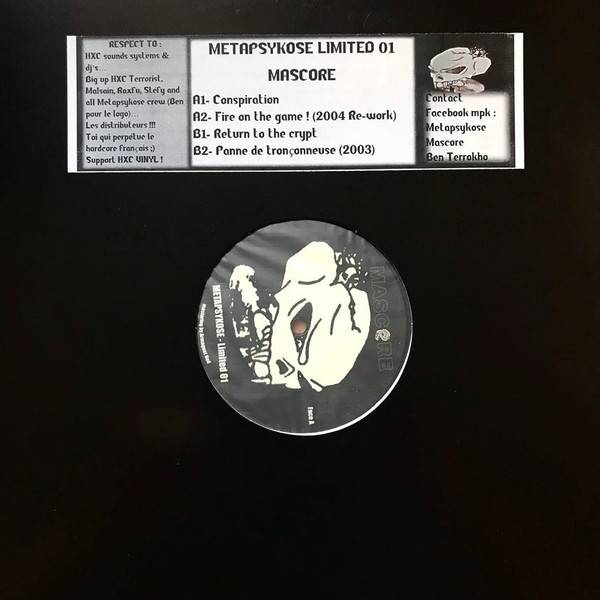 RESPECT TO :
HXC sounds systems &
dj's...
Big up HXC Terrorist,
Malsain, Roxfu, Stefy and
all Metapsykose crew (Ben
pour le logo)...
Les distributeurs !!!
Toi qui perpétue le
hardcore français ;)
Support HXC VINYL !
METAPSYKOSE LIMITED 01
MASCORE
A1- Conspiration
A2- Fire on the game ! (2004 Re-work)
B1- Return to the crypt
B2- Panne de tronçonneuse (2003)
Contact
Facebook mpk :
Metapsykose
Mascore
Ben Terrokho
MASCORE
METAPSYKOSE - Limited 01
Face A